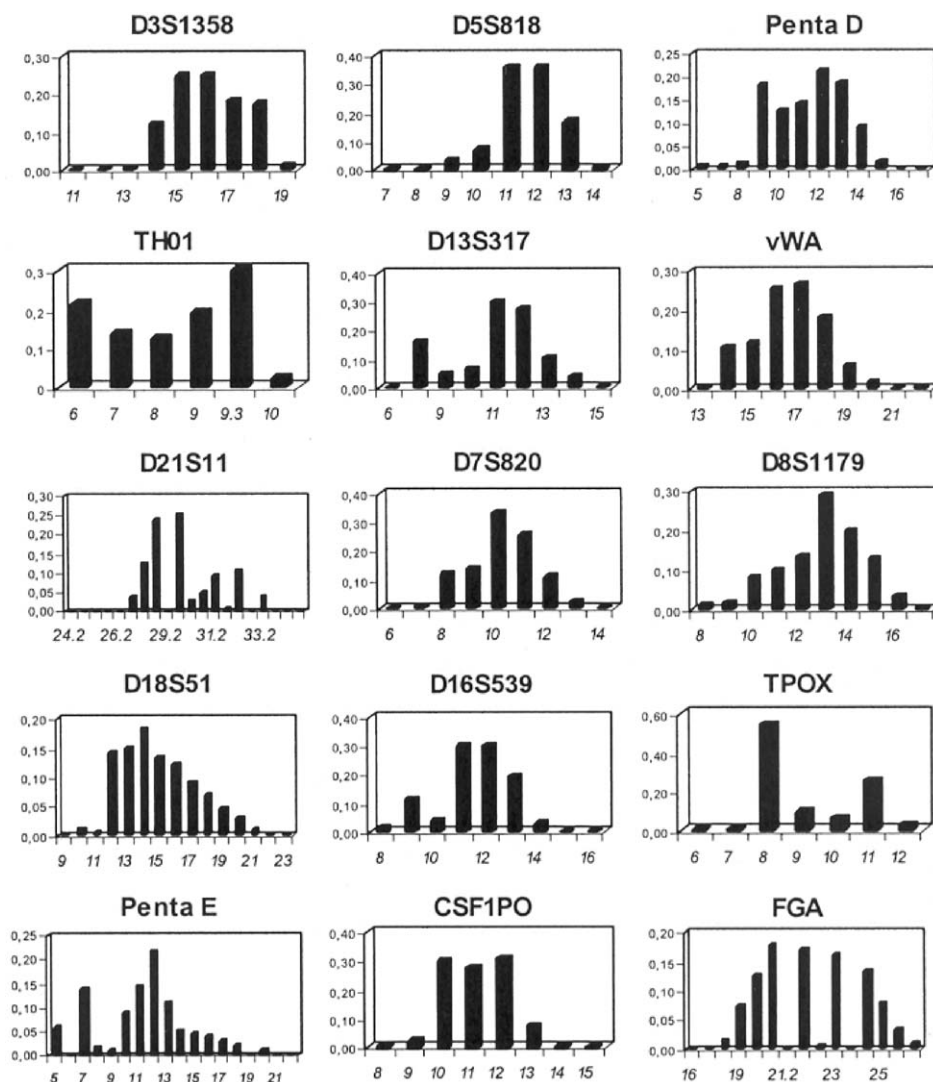 D3S1358
0,30
0,20
0,10
0,00
11 13 15 17 19
D5S818
0,40
0,30
0,20
0,10
0,00
7 8 9 10 11 12 13 14
Penta D
0,25
0,20
0,15
0,10
0,05
0,00
5 8 10 12 14 16
TH01
0,3
0,2
0,1
0
6 7 8 9 9.3 10
D13S317
0,40
0,30
0,20
0,10
0,00
6 9 11 13 15
vWA
0,30
0,20
0,10
0,00
13 15 17 19 21
D21S11
0,30
0,25
0,20
0,15
0,10
0,05
0,00
24.2 26.2 29.2 31.2 33.2
D7S820
0,40
0,30
0,20
0,10
0,00
6 8 10 12 14
D8S1179
0,30
0,20
0,10
0,00
8 10 12 14 16
D18S51
0,20
0,15
0,10
0,05
0,00
9 11 13 15 17 19 21 23
D16S539
0,40
0,30
0,20
0,10
0,00
8 10 12 14 16
TPOX
0,60
0,40
0,20
0,00
6 7 8 9 10 11 12
Penta E
0,25
0,20
0,15
0,10
0,05
0,00
5 7 9 11 13 15 17 19 21
CSF1PO
0,40
0,30
0,20
0,10
0,00
8 9 10 11 12 13 14 15
FGA
0,20
0,15
0,10
0,05
0,00
16 19 21.2 23 25